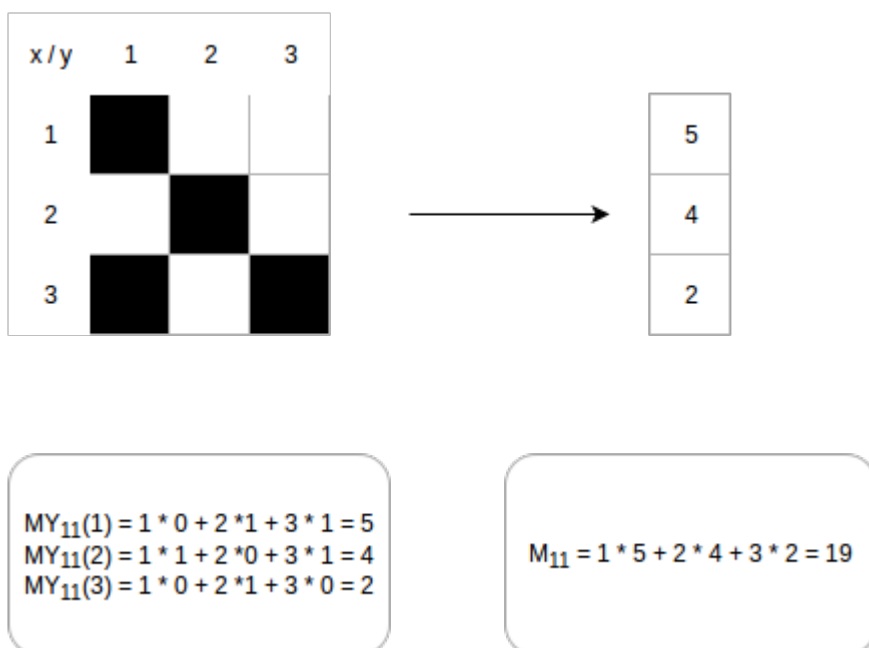 x / y 1 2 3
1
5
2
4
3
2
MY11(1) = 1 * 0 + 2 *1 + 3 * 1 = 5
MY11(2) = 1 * 1 + 2 *0 + 3 * 1 = 4
MY11(3) = 1 * 0 + 2 *1 + 3 * 0 = 2
M11 = 1 * 5 + 2 * 4 + 3 * 2 = 19